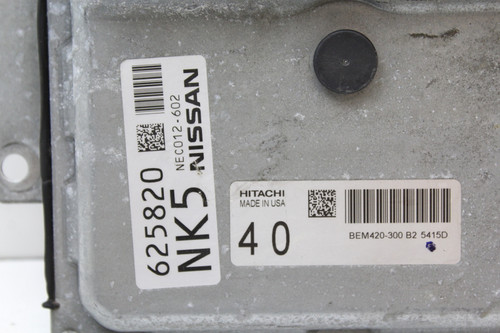 625820
NK5
NEC012-602
NISSAN
HITACHI
MADE IN USA
40
BEM420-300 B2 5415D